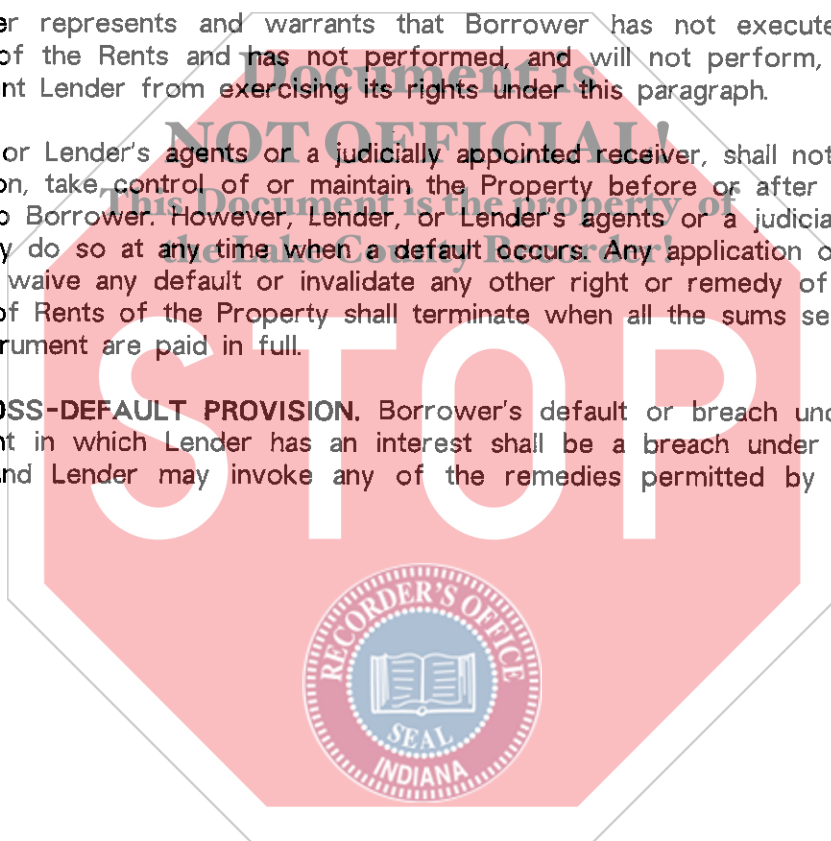 er represents and warrants that Borrower has not execute
of the Rents and has not performed, and will not perform,
nt Lender from exercising its rights under this paragraph.
or Lender's agents or a judicially appointed receiver, shall not
on, take control of or maintain the Property before or after
o Borrower. However, Lender, or Lender's agents or a judicia
y do so at any time when a default occurs. Any application o
waive any default or invalidate any other right or remedy of
of Rents of the Property shall terminate when all the sums se
rument are paid in full.
OSS-DEFAULT PROVISION. Borrower's default or breach und
nt in which Lender has an interest shall be a breach under
nd Lender may invoke any of the remedies permitted by
Document is
NOT OFFICIAL!
This Document is the property of
the Lake County Recorder!
STOP
RECORDER'S OFFICE
SEAL
INDIANA